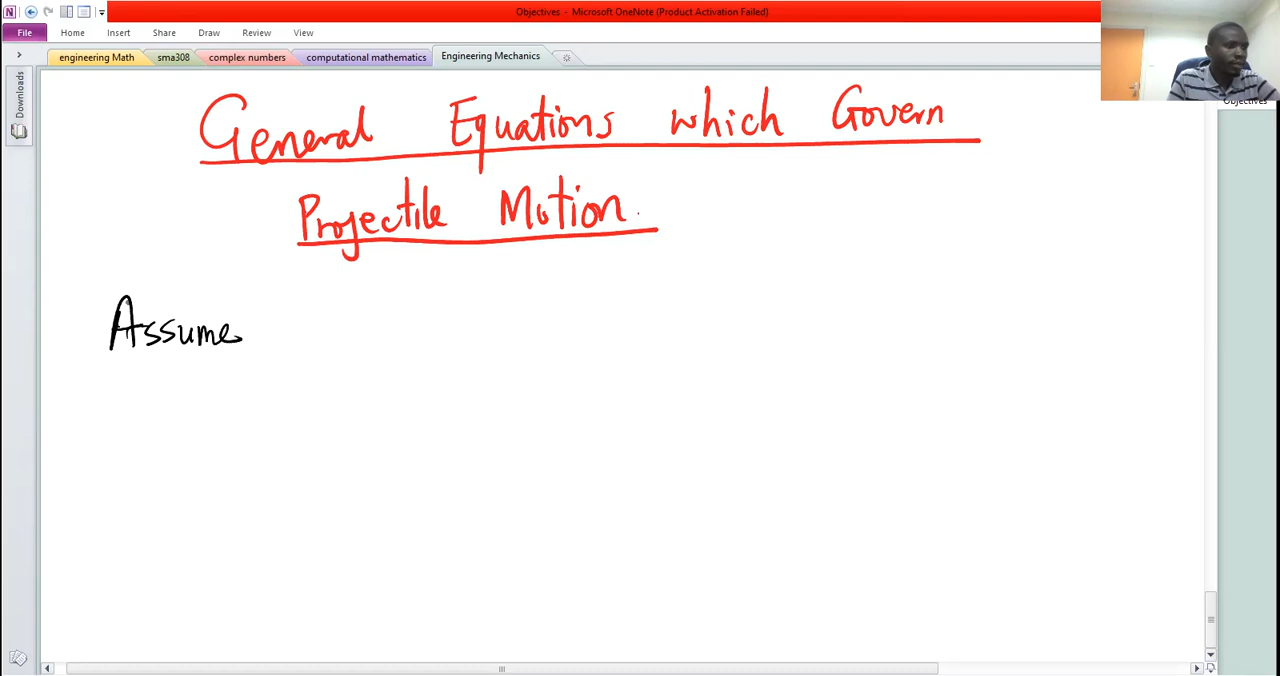 Objectives - Microsoft OneNote (Product Activation Failed)
File Home Insert Share Draw Review View
engineering Math sma308 complex numbers computational mathematics Engineering Mechanics
Objectives
Downloads
General Equations which Govern
Projectile Motion.
Assume